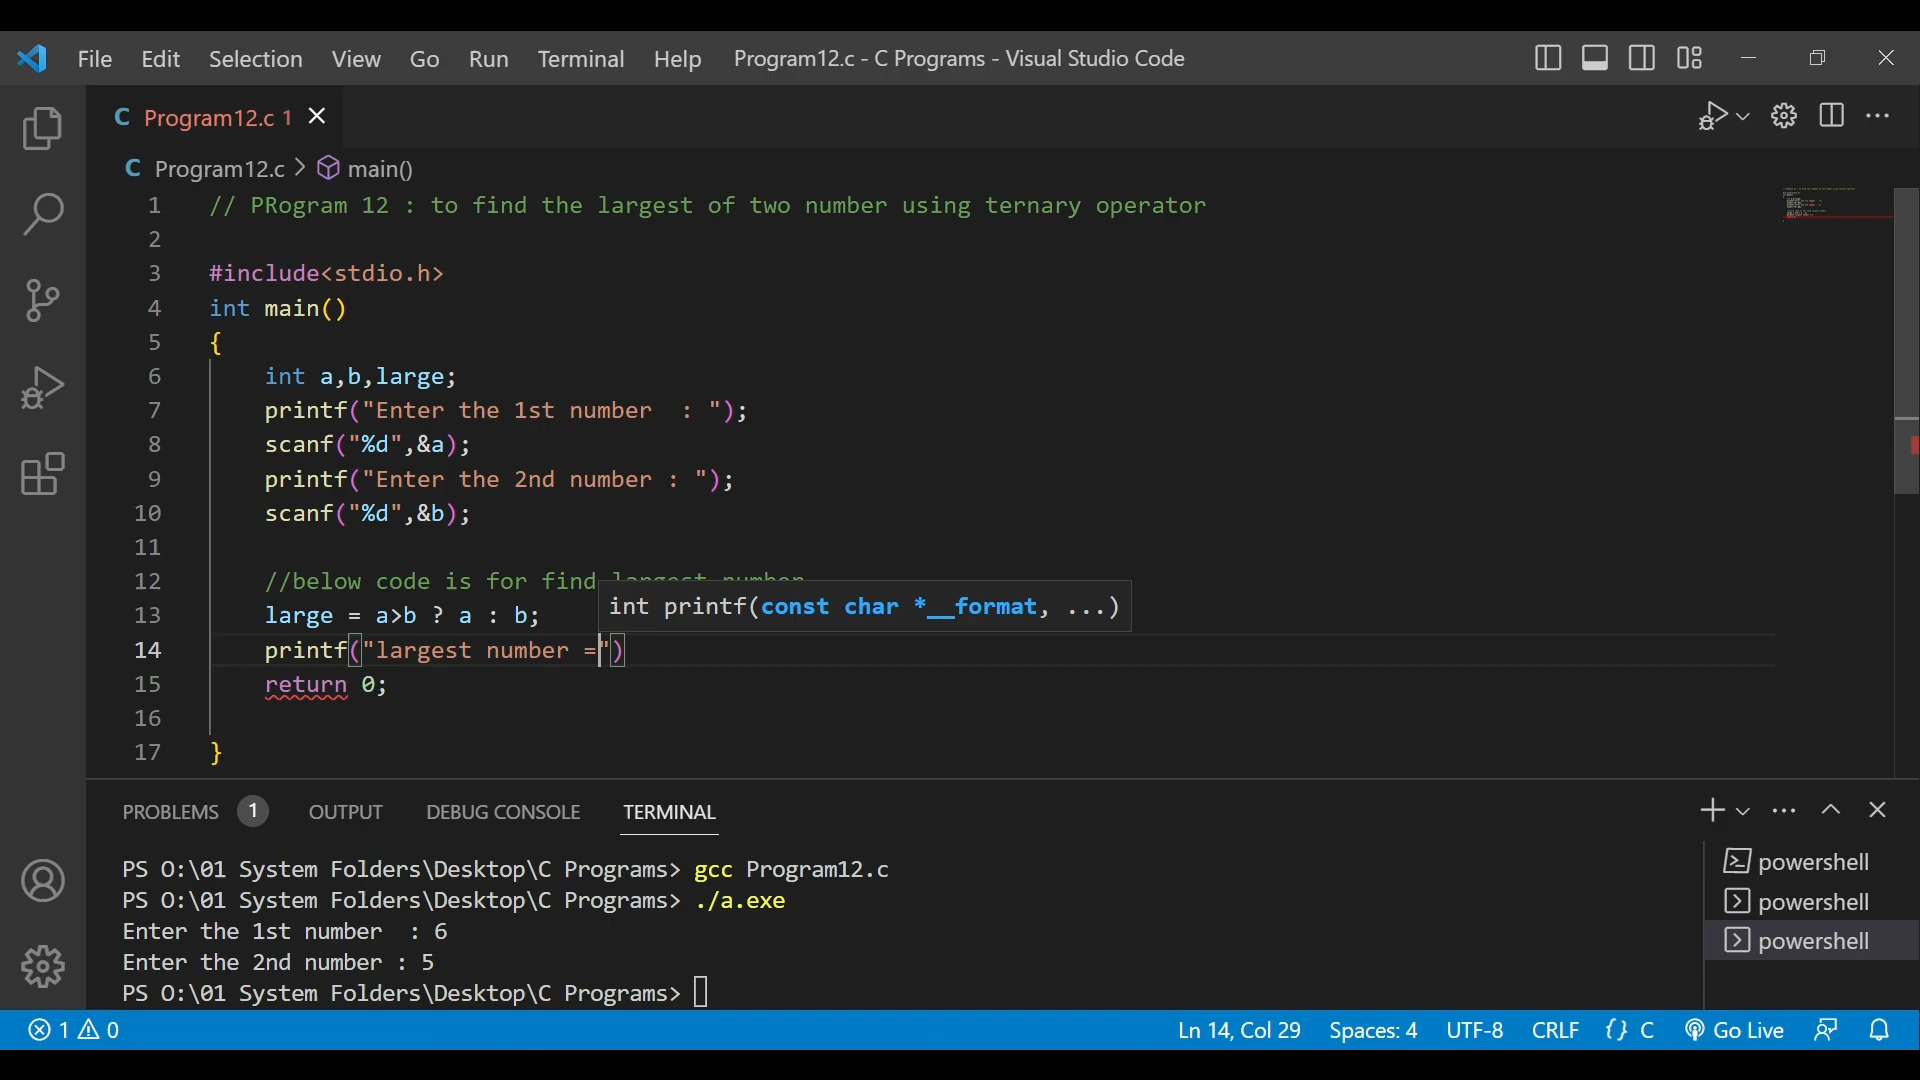 File Edit Selection View Go Run Terminal Help Program12.c - C Programs - Visual Studio Code
C Program12.c 1
C Program12.c > main()
1 // PRogram 12 : to find the largest of two number using ternary operator
2
3 #include<stdio.h>
4 int main()
5 {
6 int a,b,large;
7 printf("Enter the 1st number  : ");
8 scanf("%d",&a);
9 printf("Enter the 2nd number : ");
10 scanf("%d",&b);
11
12 //below code is for find largest number
int printf(const char *__format, ...)
13 large = a>b ? a : b;
14 printf("largest number =")
15 return 0;
16
17 }
PROBLEMS 1 OUTPUT DEBUG CONSOLE TERMINAL
PS O:\01 System Folders\Desktop\C Programs> gcc Program12.c
PS O:\01 System Folders\Desktop\C Programs> ./a.exe
Enter the 1st number  : 6
Enter the 2nd number : 5
PS O:\01 System Folders\Desktop\C Programs>
powershell
powershell
powershell
1 0 Ln 14, Col 29 Spaces: 4 UTF-8 CRLF {} C Go Live